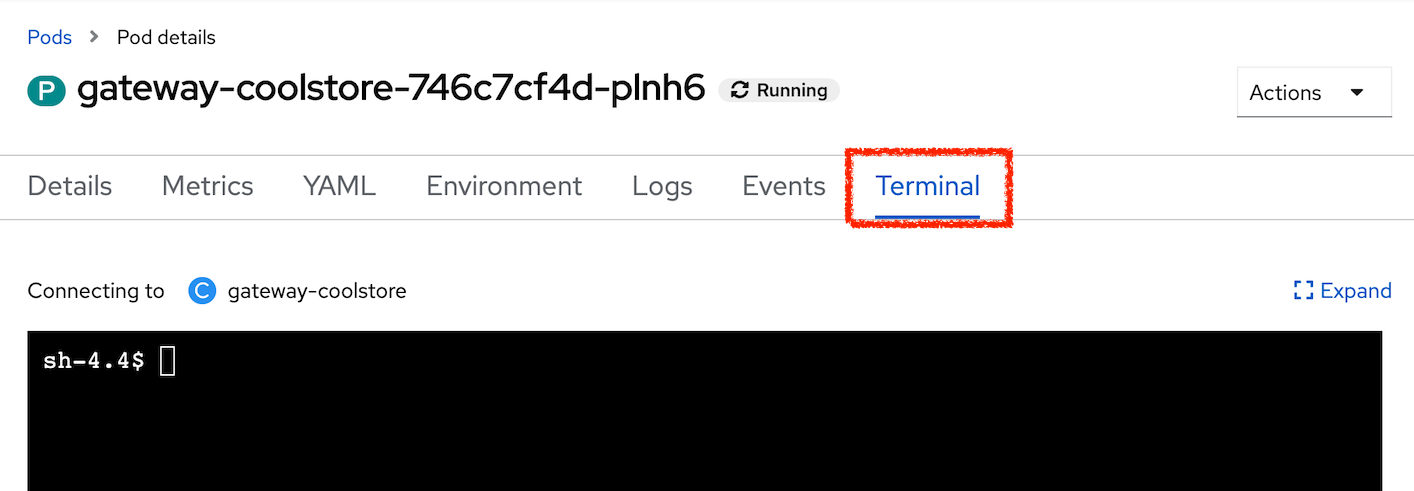 Pods > Pod details
P gateway-coolstore-746c7cf4d-plnh6 Running
Actions
Details Metrics YAML Environment Logs Events Terminal
Connecting to C gateway-coolstore Expand
sh-4.4$